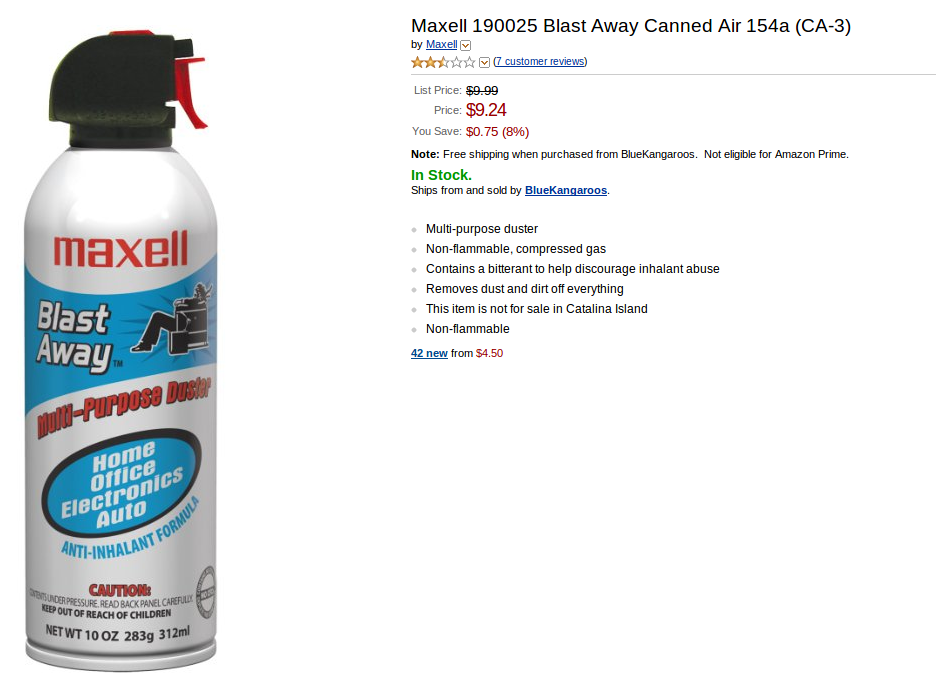 Maxell 190025 Blast Away Canned Air 154a (CA-3)
by Maxell
(7 customer reviews)
List Price: $9.99
Price: $9.24
You Save: $0.75 (8%)
Note: Free shipping when purchased from BlueKangaroos. Not eligible for Amazon Prime.
In Stock.
Ships from and sold by BlueKangaroos.
Multi-purpose duster
Non-flammable, compressed gas
Contains a bitterant to help discourage inhalant abuse
Removes dust and dirt off everything
This item is not for sale in Catalina Island
Non-flammable
42 new from $4.50
maxell
Blast
Away™
Multi-Purpose Duster
Home
Office
Electronics
Auto
ANTI-INHALANT FORMULA
CAUTION:
CONTENTS UNDER PRESSURE. READ BACK PANEL CAREFULLY.
KEEP OUT OF REACH OF CHILDREN
NET WT 10 OZ 283g 312ml